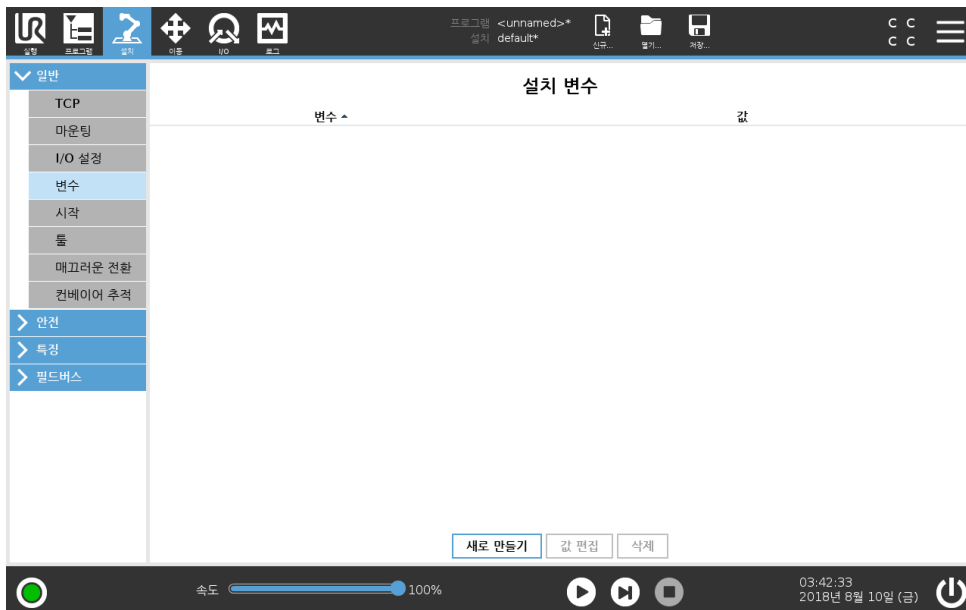 UR
실행
프로그램
설치
이동
I/O
로그
프로그램 <unnamed>*
설치 default*
신규...
열기...
저장...
C C
C C
일반
TCP
마운팅
I/O 설정
변수
시작
툴
매끄러운 전환
컨베이어 추적
안전
특징
필드버스
설치 변수
변수 값
새로 만들기 값 편집 삭제
속도 100%
03:42:33
2018년 8월 10일 (금)